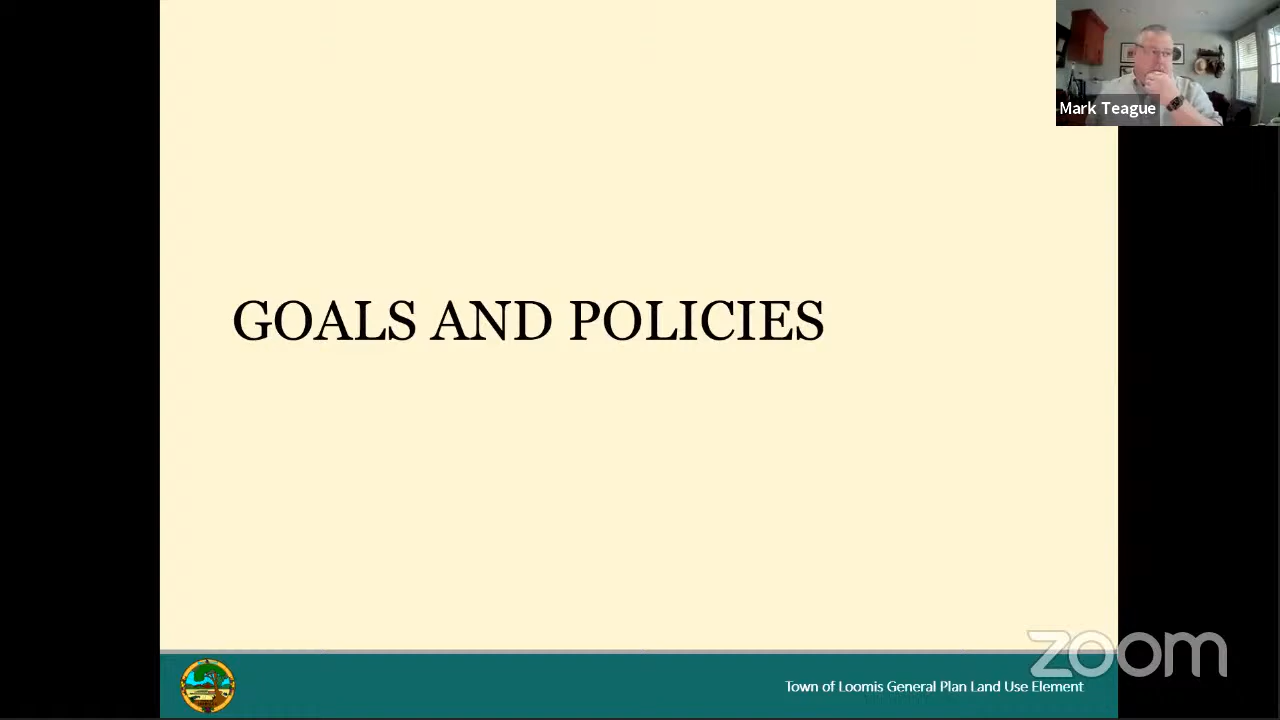 Mark Teague
GOALS AND POLICIES
zoom
Town of Loomis General Plan Land Use Element